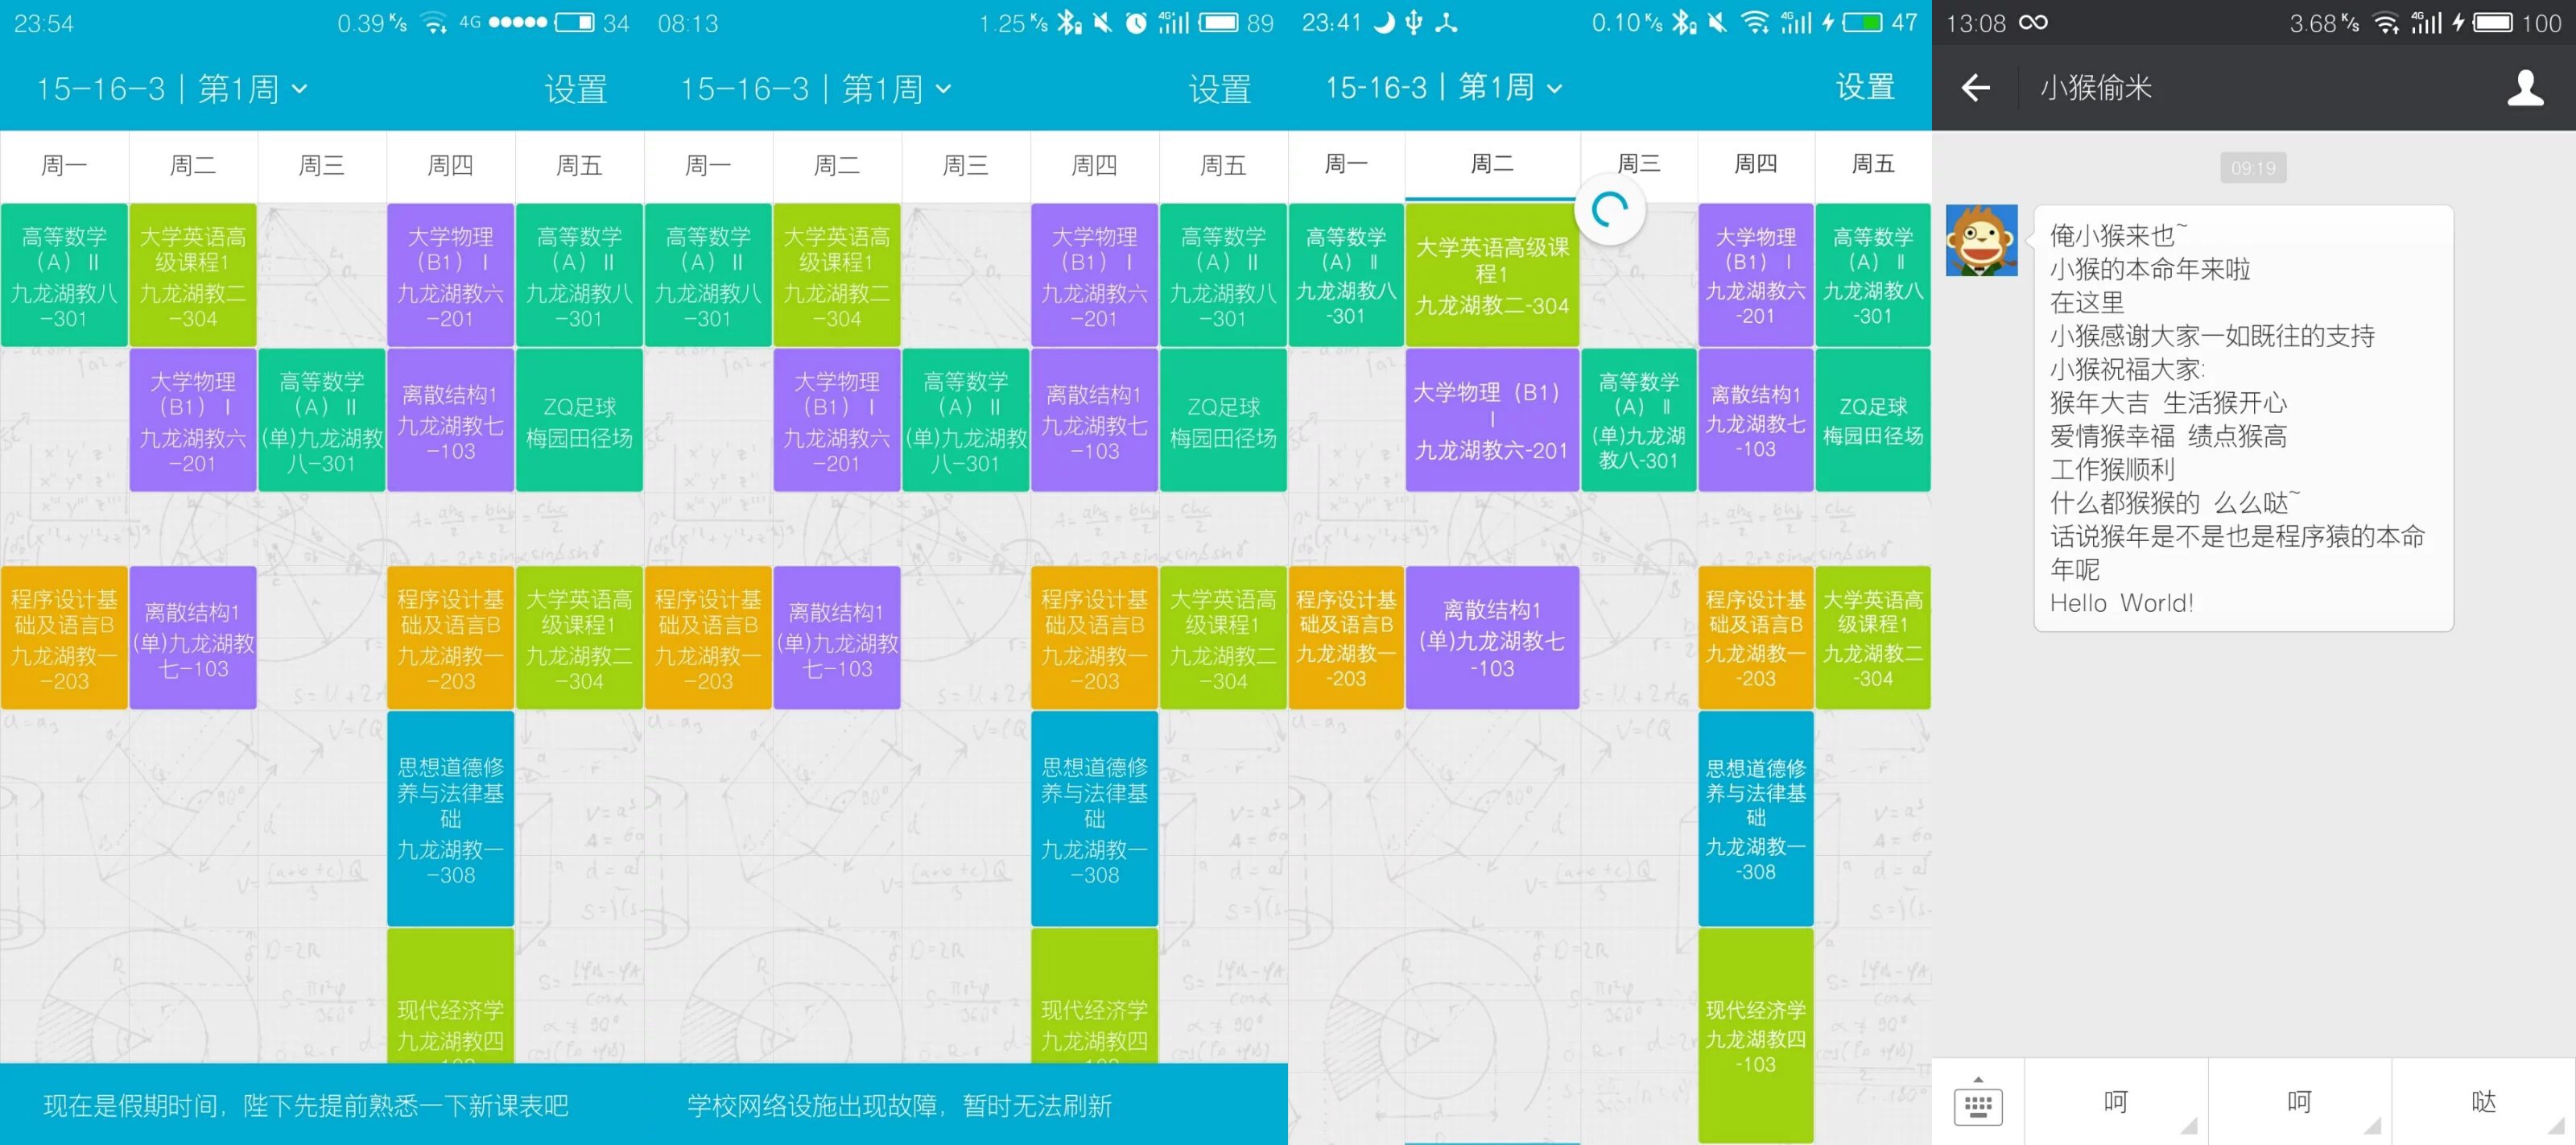 23:54
0.39 K/s 4G 34
15-16-3 | 第1周
设置
周一
周二
周三
周四
周五
高等数学
（A） II
九龙湖教八
-301
大学英语高
级课程1
九龙湖教二
-304
大学物理
（B1） I
九龙湖教六
-201
高等数学
（A） II
九龙湖教八
-301
大学物理
（B1） I
九龙湖教六
-201
高等数学
（A） II
(单)九龙湖教
八-301
离散结构1
九龙湖教七
-103
ZQ足球
梅园田径场
程序设计基
础及语言B
九龙湖教一
-203
离散结构1
(单)九龙湖教
七-103
程序设计基
础及语言B
九龙湖教一
-203
大学英语高
级课程1
九龙湖教二
-304
思想道德修
养与法律基
础
九龙湖教一
-308
现代经济学
九龙湖教四
现在是假期时间，陛下先提前熟悉一下新课表吧
08:13
1.25 K/s 4G 89
15-16-3 | 第1周
设置
周一
周二
周三
周四
周五
高等数学
（A） II
九龙湖教八
-301
大学英语高
级课程1
九龙湖教二
-304
大学物理
（B1） I
九龙湖教六
-201
高等数学
（A） II
九龙湖教八
-301
大学物理
（B1） I
九龙湖教六
-201
高等数学
（A） II
(单)九龙湖教
八-301
离散结构1
九龙湖教七
-103
ZQ足球
梅园田径场
程序设计基
础及语言B
九龙湖教一
-203
离散结构1
(单)九龙湖教
七-103
程序设计基
础及语言B
九龙湖教一
-203
大学英语高
级课程1
九龙湖教二
-304
思想道德修
养与法律基
础
九龙湖教一
-308
现代经济学
九龙湖教四
学校网络设施出现故障，暂时无法刷新
23:41
0.10 K/s 4G 47
15-16-3 | 第1周
设置
周一
周二
周三
周四
周五
高等数学
（A） II
九龙湖教八
-301
大学英语高级课
程1
九龙湖教二-304
大学物理
（B1） I
九龙湖教六
-201
高等数学
（A） II
九龙湖教八
-301
大学物理（B1）
I
九龙湖教六-201
高等数学
（A） II
(单)九龙湖
教八-301
离散结构1
九龙湖教七
-103
ZQ足球
梅园田径场
程序设计基
础及语言B
九龙湖教一
-203
离散结构1
(单)九龙湖教七
-103
程序设计基
础及语言B
九龙湖教一
-203
大学英语高
级课程1
九龙湖教二
-304
思想道德修
养与法律基
础
九龙湖教一
-308
现代经济学
九龙湖教四
-103
13:08
3.68 K/s 4G 100
小猴偷米
09:19
俺小猴来也~
小猴的本命年来啦
在这里
小猴感谢大家一如既往的支持
小猴祝福大家:
猴年大吉 生活猴开心
爱情猴幸福 绩点猴高
工作猴顺利
什么都猴猴的 么么哒~
话说猴年是不是也是程序猿的本命
年呢
Hello World!
呵
呵
哒